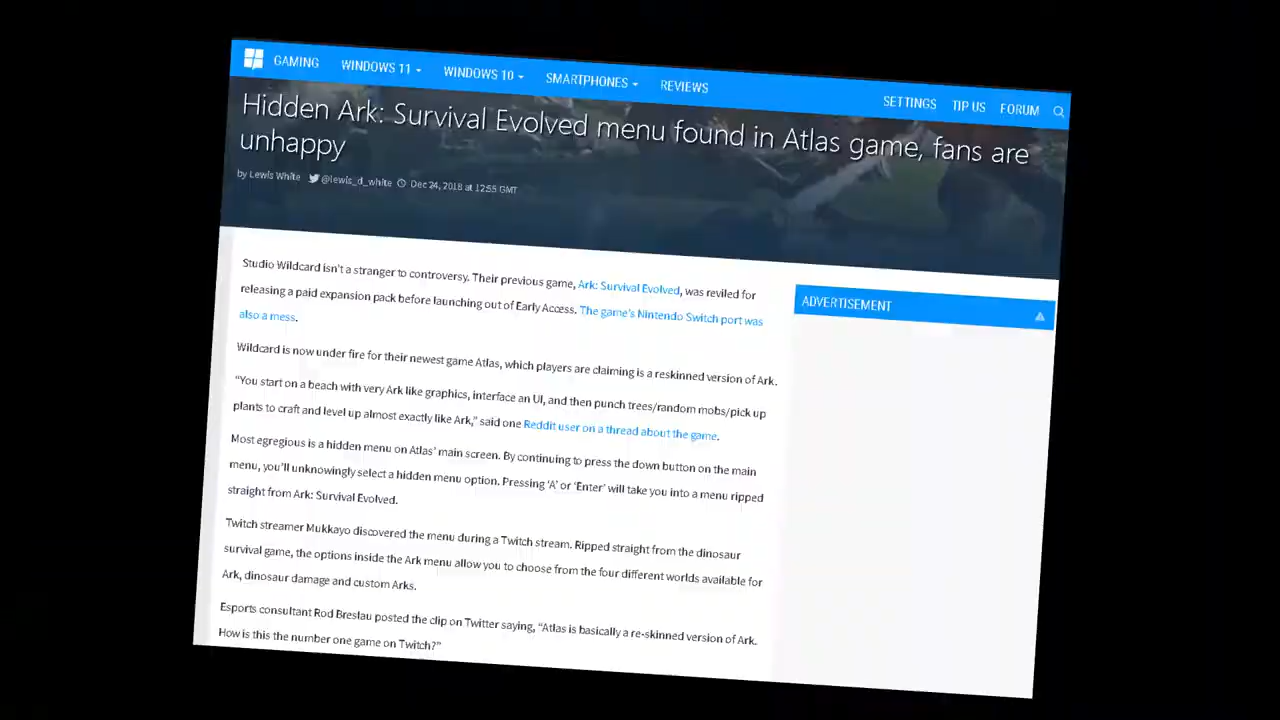 GAMING WINDOWS 11 WINDOWS 10 SMARTPHONES REVIEWS SETTINGS TIP US FORUM
Hidden Ark: Survival Evolved menu found in Atlas game, fans are
unhappy
by Lewis White @lewis_d_white Dec 24, 2018 at 12:55 GMT
Studio Wildcard isn't a stranger to controversy. Their previous game, Ark: Survival Evolved, was reviled for
releasing a paid expansion pack before launching out of Early Access. The game's Nintendo Switch port was
also a mess.
ADVERTISEMENT
Wildcard is now under fire for their newest game Atlas, which players are claiming is a reskinned version of Ark.
“You start on a beach with very Ark like graphics, interface an UI, and then punch trees/random mobs/pick up
plants to craft and level up almost exactly like Ark,” said one Reddit user on a thread about the game.
Most egregious is a hidden menu on Atlas' main screen. By continuing to press the down button on the main
menu, you'll unknowingly select a hidden menu option. Pressing ‘A’ or ‘Enter’ will take you into a menu ripped
straight from Ark: Survival Evolved.
Twitch streamer Mukkayo discovered the menu during a Twitch stream. Ripped straight from the dinosaur
survival game, the options inside the Ark menu allow you to choose from the four different worlds available for
Ark, dinosaur damage and custom Arks.
Esports consultant Rod Breslau posted the clip on Twitter saying, “Atlas is basically a re-skinned version of Ark.
How is this the number one game on Twitch?”